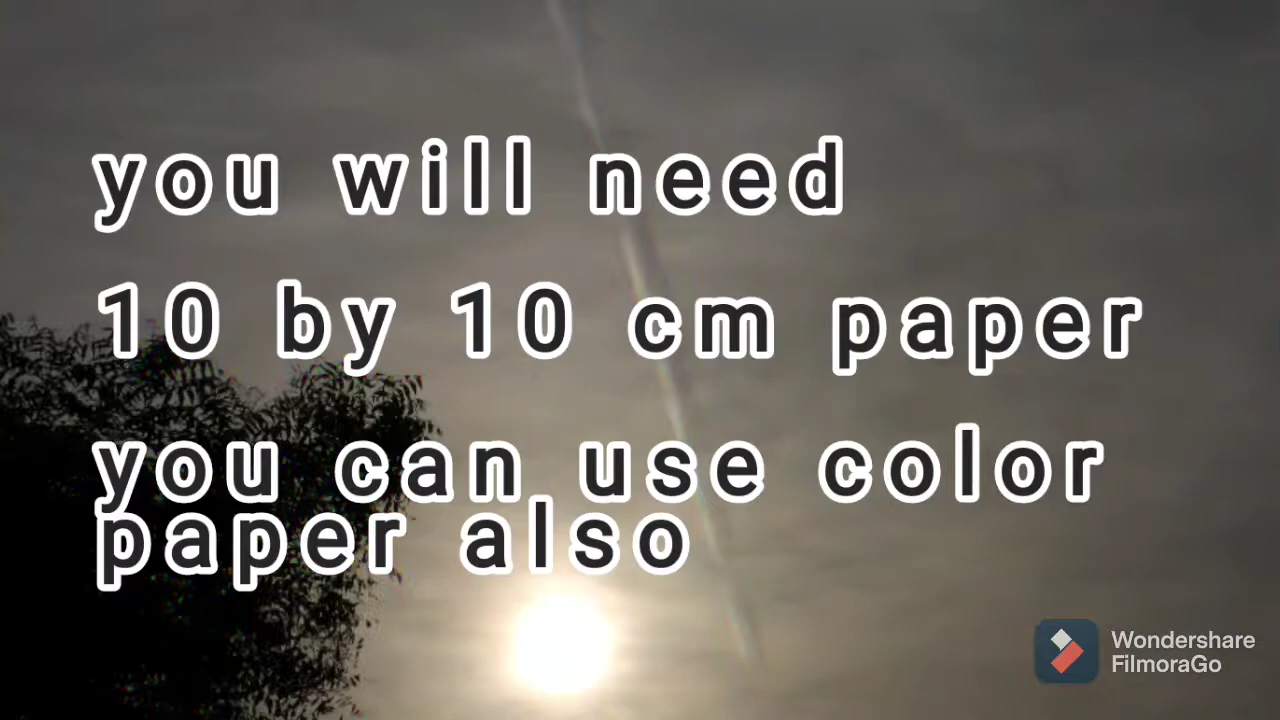 you will need
10 by 10 cm paper
you can use color
paper also
Wondershare
FilmoraGo